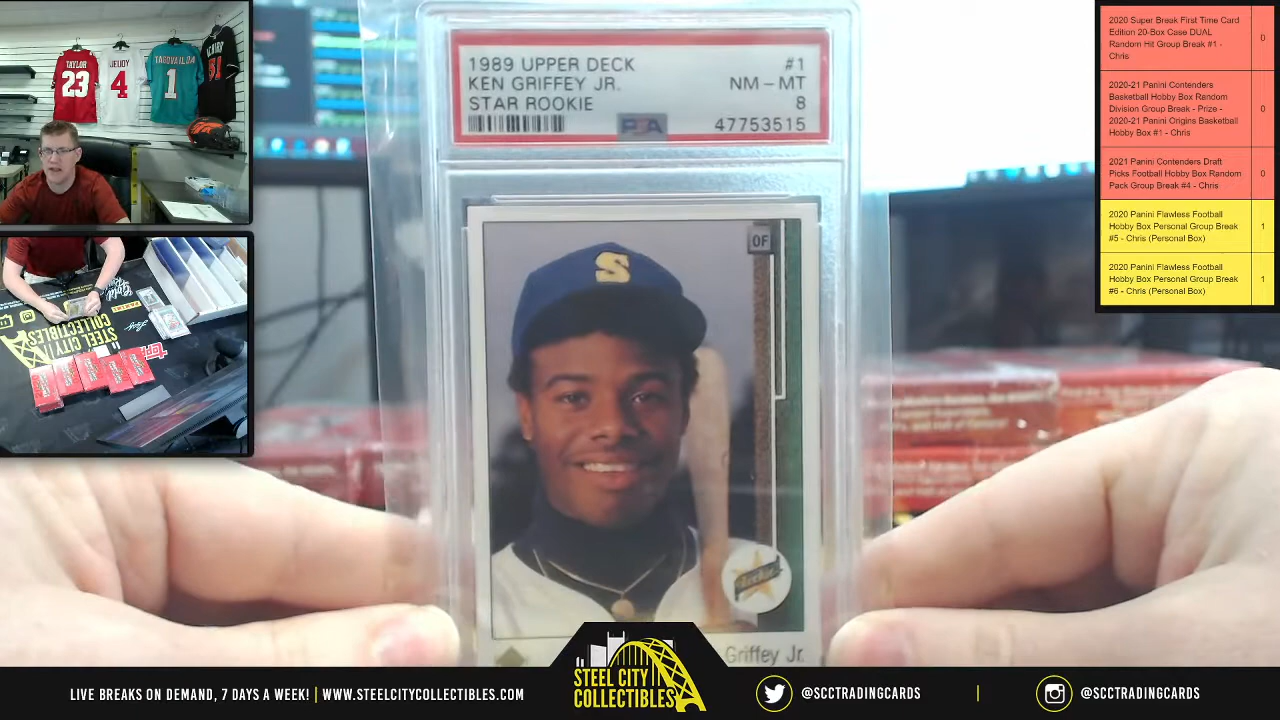 TAYLOR
23
JEUDY
4
TAGOVAILOA
1
51
2020 Super Break First Time Card
Edition 20-Box Case DUAL
Random Hit Group Break #1 -
Chris
0
2020-21 Panini Contenders
Basketball Hobby Box Random
Division Group Break - Prize -
2020-21 Panini Origins Basketball
Hobby Box #1 - Chris
0
2021 Panini Contenders Draft
Picks Football Hobby Box Random
Pack Group Break #4 - Chris
0
2020 Panini Flawless Football
Hobby Box Personal Group Break
#5 - Chris (Personal Box)
1
2020 Panini Flawless Football
Hobby Box Personal Group Break
#6 - Chris (Personal Box)
1
1989 UPPER DECK #1
KEN GRIFFEY JR. NM - MT
STAR ROOKIE 8
PSA 47753515
OF
S
Rookie
Griffey Jr.
STEEL CITY
COLLECTIBLES
STEEL CITY
COLLECTIBLES
LIVE BREAKS ON DEMAND, 7 DAYS A WEEK! | WWW.STEELCITYCOLLECTIBLES.COM
@SCCTRADINGCARDS | @SCCTRADINGCARDS